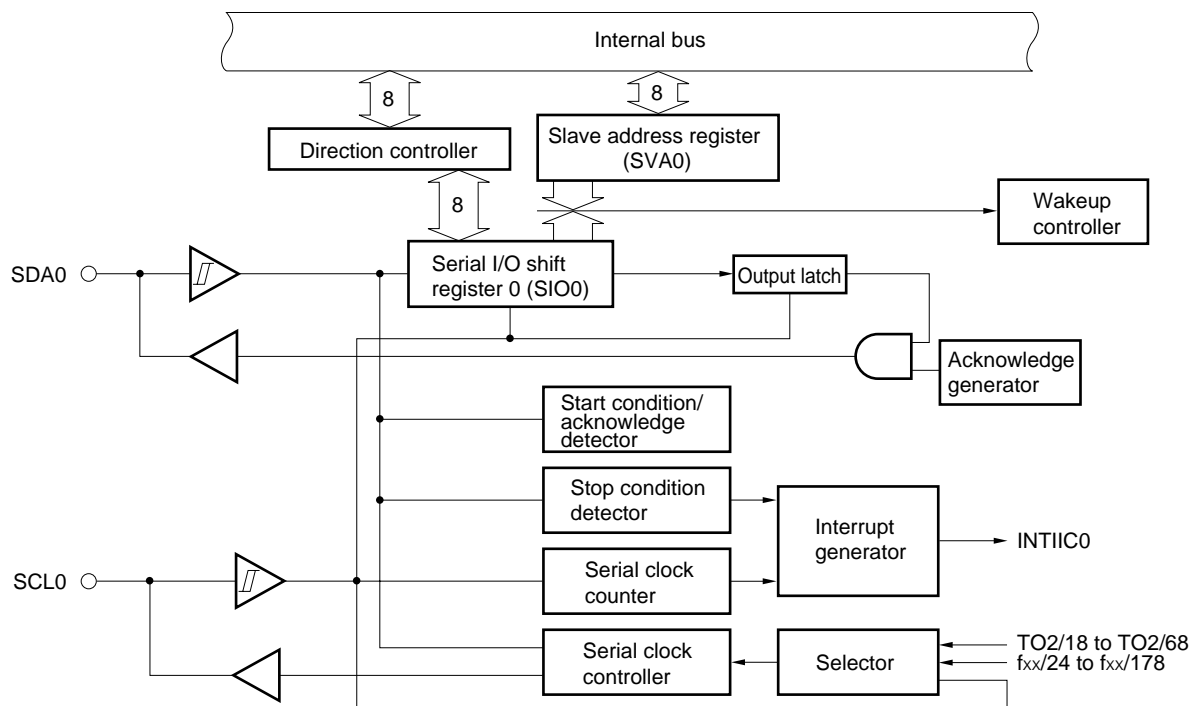 Internal bus
8
8
Direction controller
Slave address register
(SVA0)
8
Wakeup
controller
SDA0
Serial I/O shift
register 0 (SIO0)
Output latch
Acknowledge
generator
Start condition/
acknowledge
detector
Stop condition
detector
Interrupt
generator
INTIIC0
SCL0
Serial clock
counter
Serial clock
controller
Selector
TO2/18 to TO2/68
fxx/24 to fxx/178